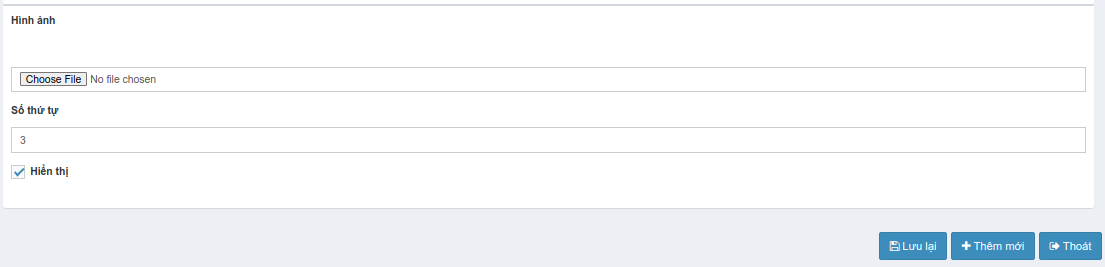 Hình ảnh
Choose File No file chosen
Số thứ tự
3
Hiển thị
Lưu lại Thêm mới Thoát